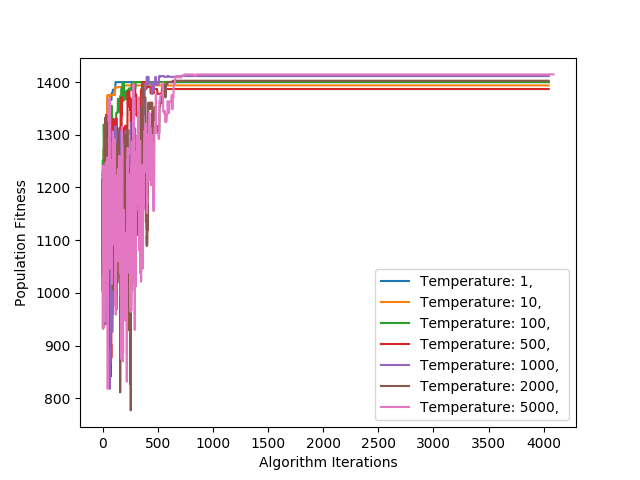 1400
1300
1200
1100
1000
900
800
Population Fitness
Temperature: 1,
Temperature: 10,
Temperature: 100,
Temperature: 500,
Temperature: 1000,
Temperature: 2000,
Temperature: 5000,
0 500 1000 1500 2000 2500 3000 3500 4000
Algorithm Iterations